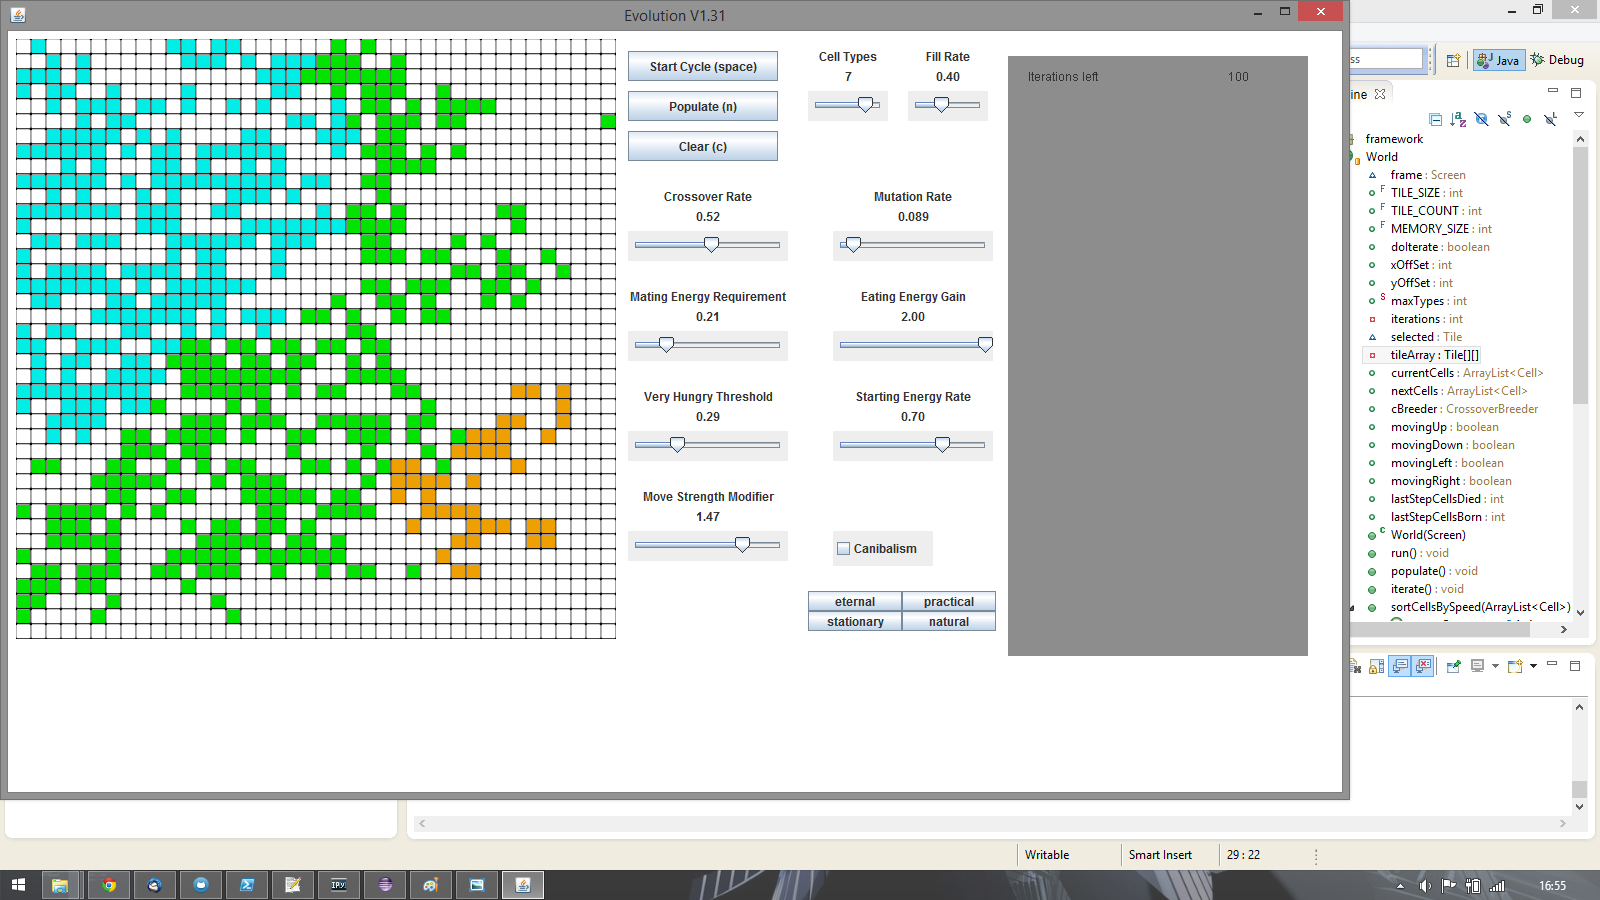 Evolution V1.31
Start Cycle (space)
Populate (n)
Clear (c)
Cell Types
7
Fill Rate
0.40
Crossover Rate
0.52
Mutation Rate
0.089
Mating Energy Requirement
0.21
Eating Energy Gain
2.00
Very Hungry Threshold
0.29
Starting Energy Rate
0.70
Move Strength Modifier
1.47
Canibalism
eternal
practical
stationary
natural
Iterations left 100
ss
Java
Debug
ine
framework
World
frame : Screen
TILE_SIZE : int
TILE_COUNT : int
MEMORY_SIZE : int
doIterate : boolean
xOffSet : int
yOffSet : int
maxTypes : int
iterations : int
selected : Tile
tileArray : Tile[][]
currentCells : ArrayList<Cell>
nextCells : ArrayList<Cell>
cBreeder : CrossoverBreeder
movingUp : boolean
movingDown : boolean
movingLeft : boolean
movingRight : boolean
lastStepCellsDied : int
lastStepCellsBorn : int
World(Screen)
run() : void
populate() : void
iterate() : void
sortCellsBySpeed(ArrayList<Cell>)
Writable
Smart Insert
29 : 22
IP[y]
16:55